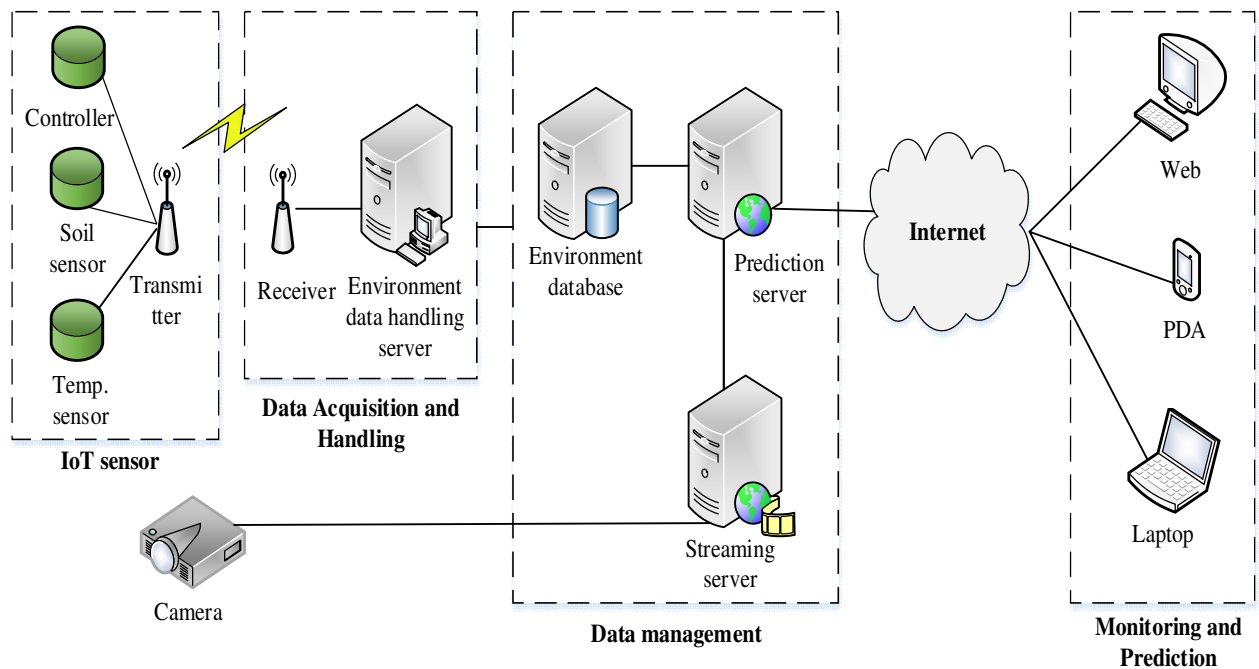 Controller
Soil
sensor
Temp.
sensor
Transmi
tter
IoT sensor
Receiver
Environment
data handling
server
Data Acquisition and
Handling
Camera
Environment
database
Prediction
server
Streaming
server
Data management
Internet
Web
PDA
Laptop
Monitoring and
Prediction